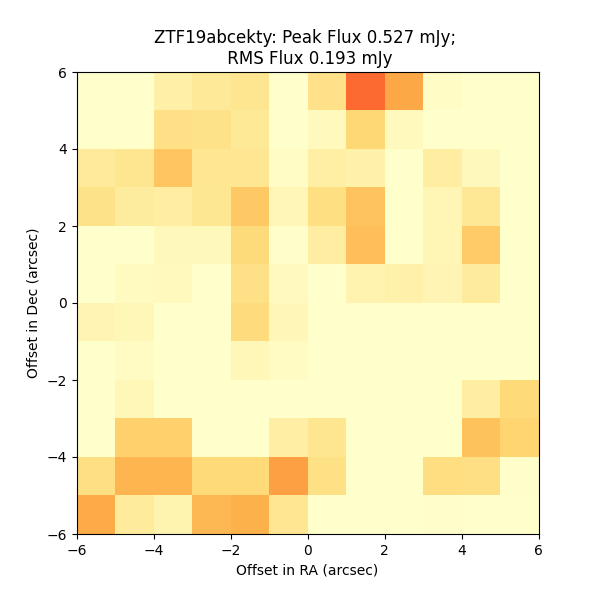 ZTF19abcekty: Peak Flux 0.527 mJy;
RMS Flux 0.193 mJy
6
4
2
0
−2
−4
−6
Offset in Dec (arcsec)
−6 −4 −2 0 2 4 6
Offset in RA (arcsec)